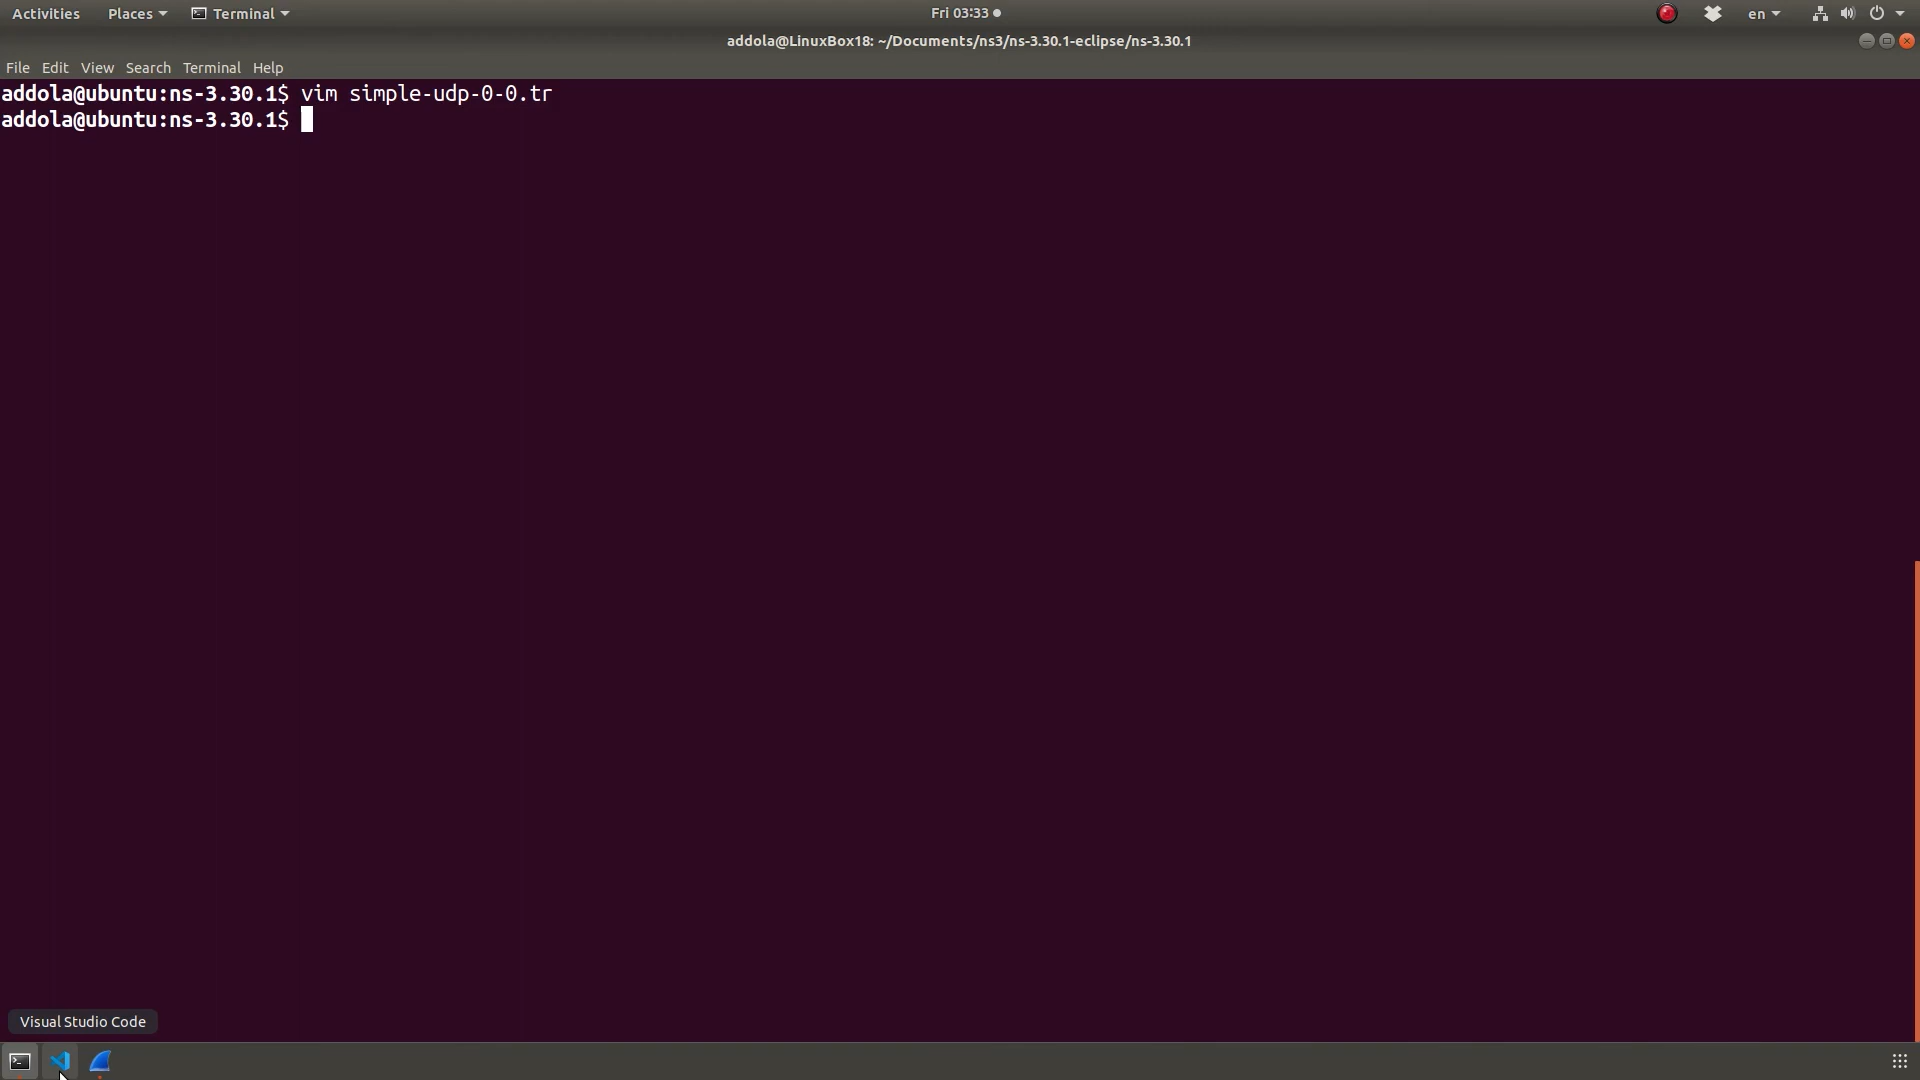 Activities Places Terminal Fri 03:33 en
addola@LinuxBox18: ~/Documents/ns3/ns-3.30.1-eclipse/ns-3.30.1
File Edit View Search Terminal Help
addola@ubuntu:ns-3.30.1$ vim simple-udp-0-0.tr
addola@ubuntu:ns-3.30.1$
Visual Studio Code